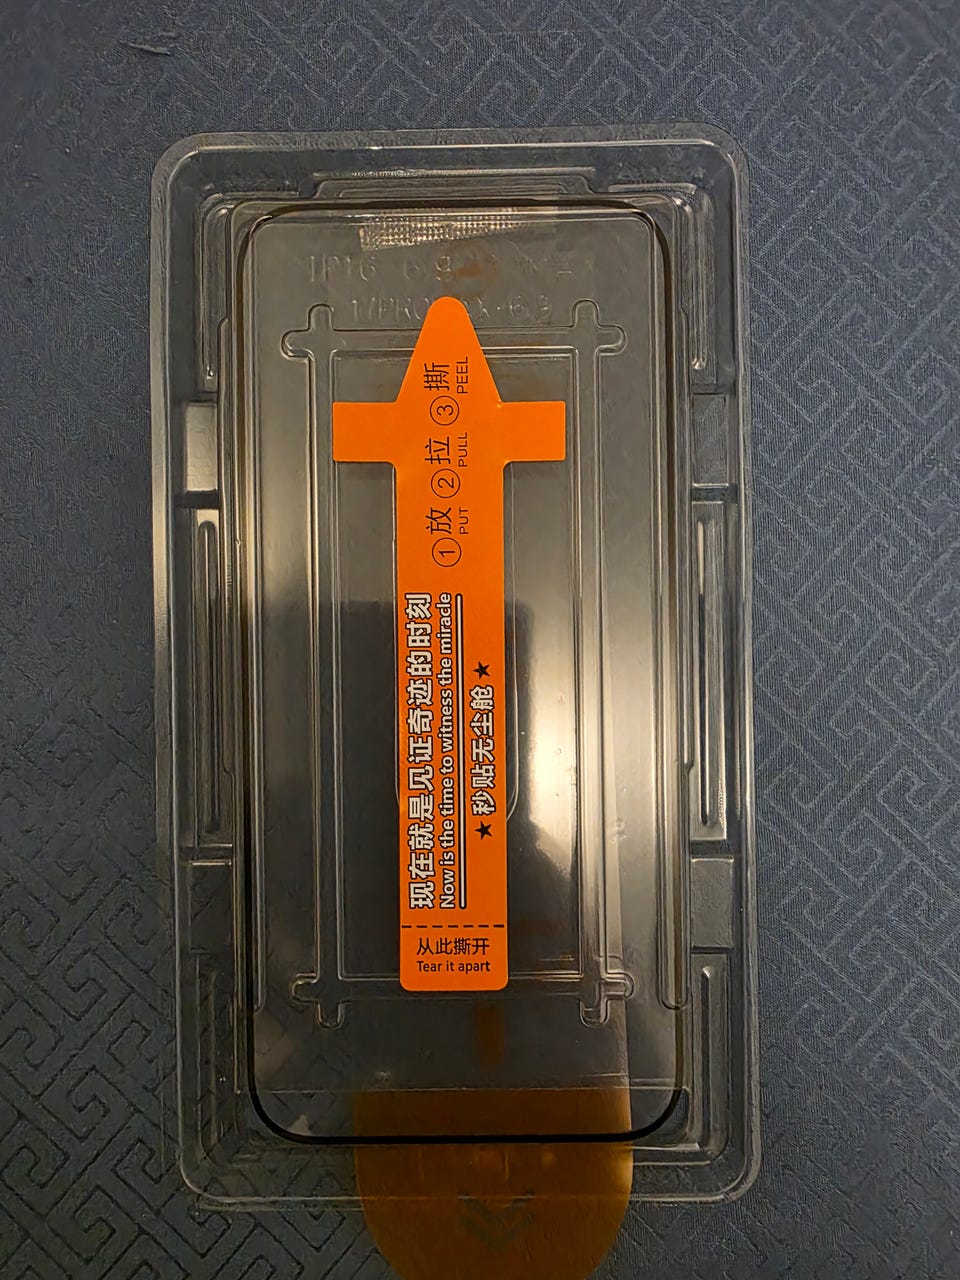 ①放 ②拉 ③撕
PUT PULL PEEL
现在就是见证奇迹的时刻
Now is the time to witness the miracle
★ 秒贴无尘舱 ★
从此撕开
Tear it apart